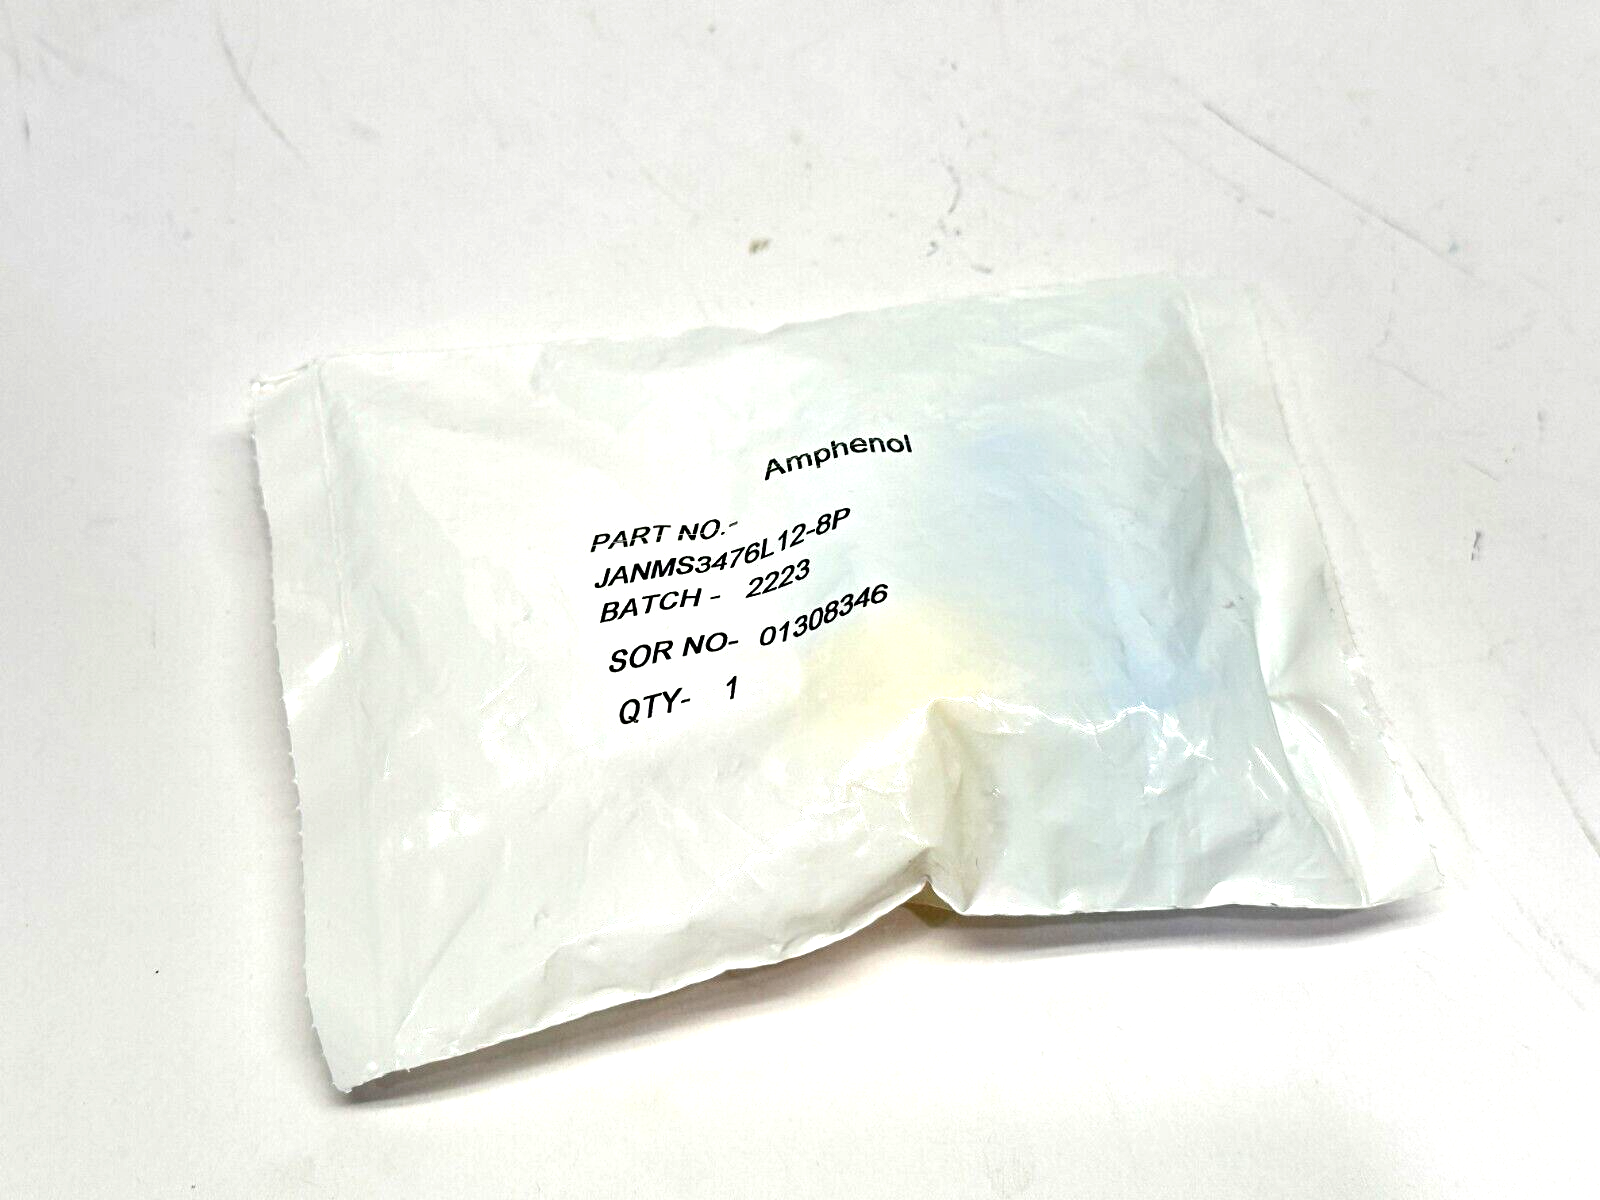 Amphenol
PART NO.-
JANMS3476L12-8P
BATCH - 2223
SOR NO- 01308346
QTY- 1